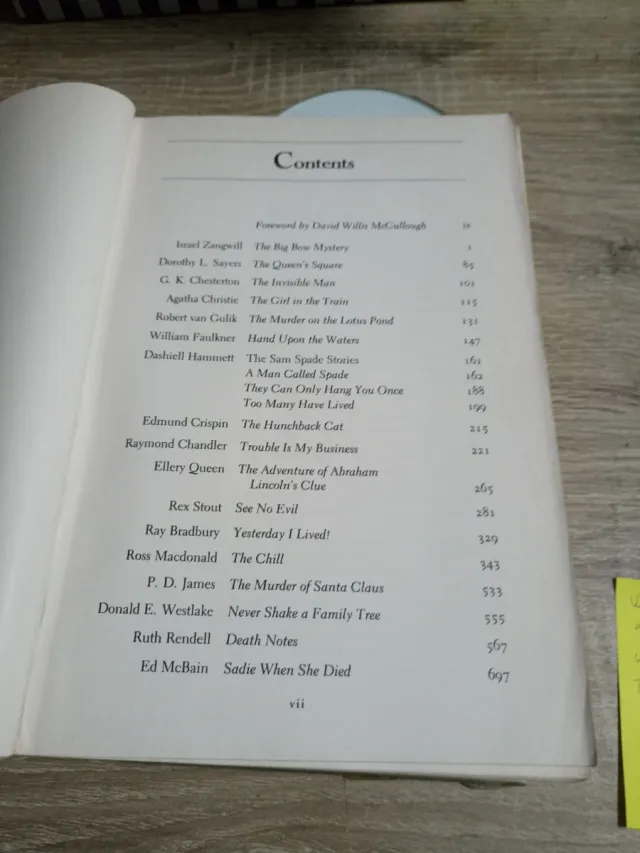 Contents
Foreword by David Willis McCullough ix
Israel Zangwill The Big Bow Mystery 1
Dorothy L. Sayers The Queen's Square 85
G. K. Chesterton The Invisible Man 101
Agatha Christie The Girl in the Train 115
Robert van Gulik The Murder on the Lotus Pond 131
William Faulkner Hand Upon the Waters 147
Dashiell Hammett The Sam Spade Stories 161
A Man Called Spade 162
They Can Only Hang You Once 188
Too Many Have Lived 199
Edmund Crispin The Hunchback Cat 215
Raymond Chandler Trouble Is My Business 221
Ellery Queen The Adventure of Abraham
Lincoln's Clue 265
Rex Stout See No Evil 281
Ray Bradbury Yesterday I Lived! 329
Ross Macdonald The Chill 343
P. D. James The Murder of Santa Claus 533
Donald E. Westlake Never Shake a Family Tree 555
Ruth Rendell Death Notes 567
Ed McBain Sadie When She Died 697
vii